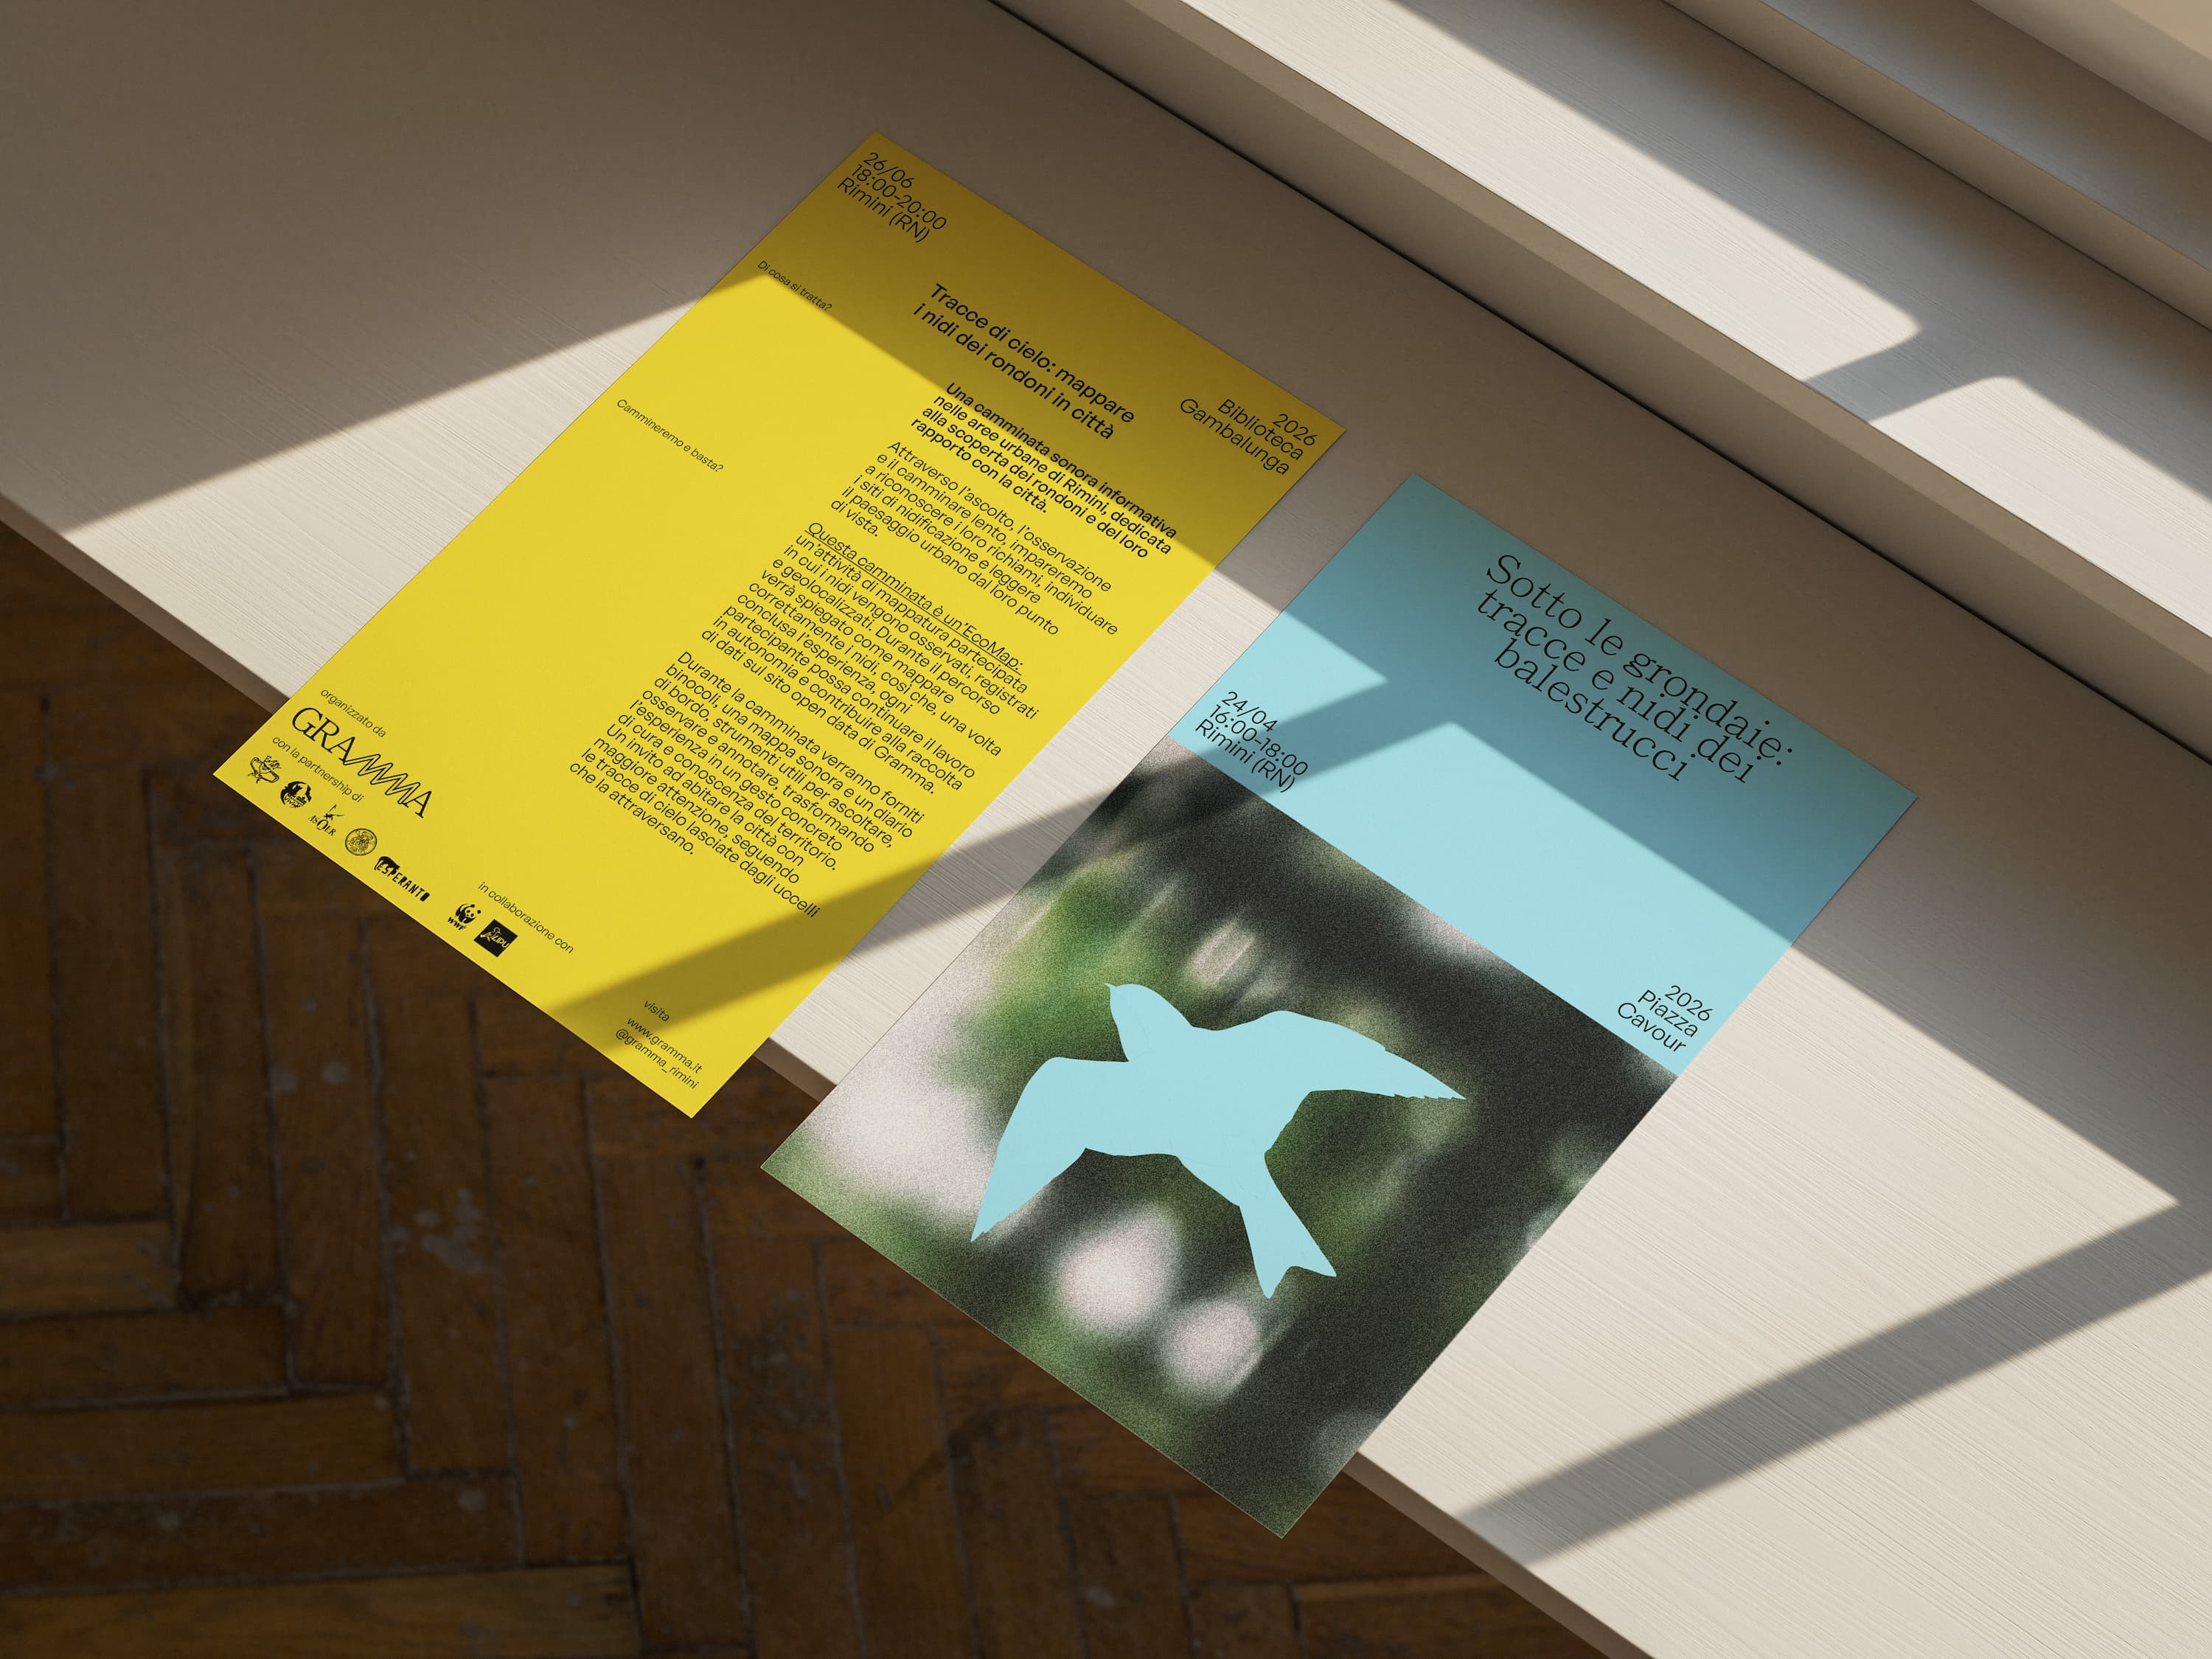 26/06
18:00-20:00
Rimini (RN)
2026
Biblioteca
Gambalunga
Di cosa si tratta?
Tracce di cielo: mappare
i nidi dei rondoni in città
Una camminata sonora informativa
nelle aree urbane di Rimini, dedicata
alla scoperta dei rondoni e del loro
rapporto con la città.
Attraverso l'ascolto, l'osservazione
e il camminare lento, impareremo
a riconoscere i loro richiami, individuare
i siti di nidificazione e leggere
il paesaggio urbano dal loro punto
di vista.
Cammineremo e basta?
Questa camminata è un'EcoMap:
un'attività di mappatura partecipata
in cui i nidi vengono osservati, registrati
e geolocalizzati. Durante il percorso
verrà spiegato come mappare
correttamente i nidi, così che, una volta
conclusa l'esperienza, ogni
partecipante possa continuare il lavoro
in autonomia e contribuire alla raccolta
di dati sul sito open data di Gramma.
Durante la camminata verranno forniti
binocoli, una mappa sonora e un diario
di bordo, strumenti utili per ascoltare,
osservare e annotare, trasformando
l'esperienza in un gesto concreto
di cura e conoscenza del territorio.
Un invito ad abitare la città con
maggiore attenzione, seguendo
le tracce di cielo lasciate dagli uccelli
che la attraversano.
organizzato da
GRAMMA
con la partnership di
ASOER
ESPERANTO
in collaborazione con
WWF
LIPU
visita
www.gramma.it
@gramma_rimini
Sotto le grondaie:
tracce e nidi dei
balestrucci
24/04
16:00-18:00
Rimini (RN)
2026
Piazza
Cavour